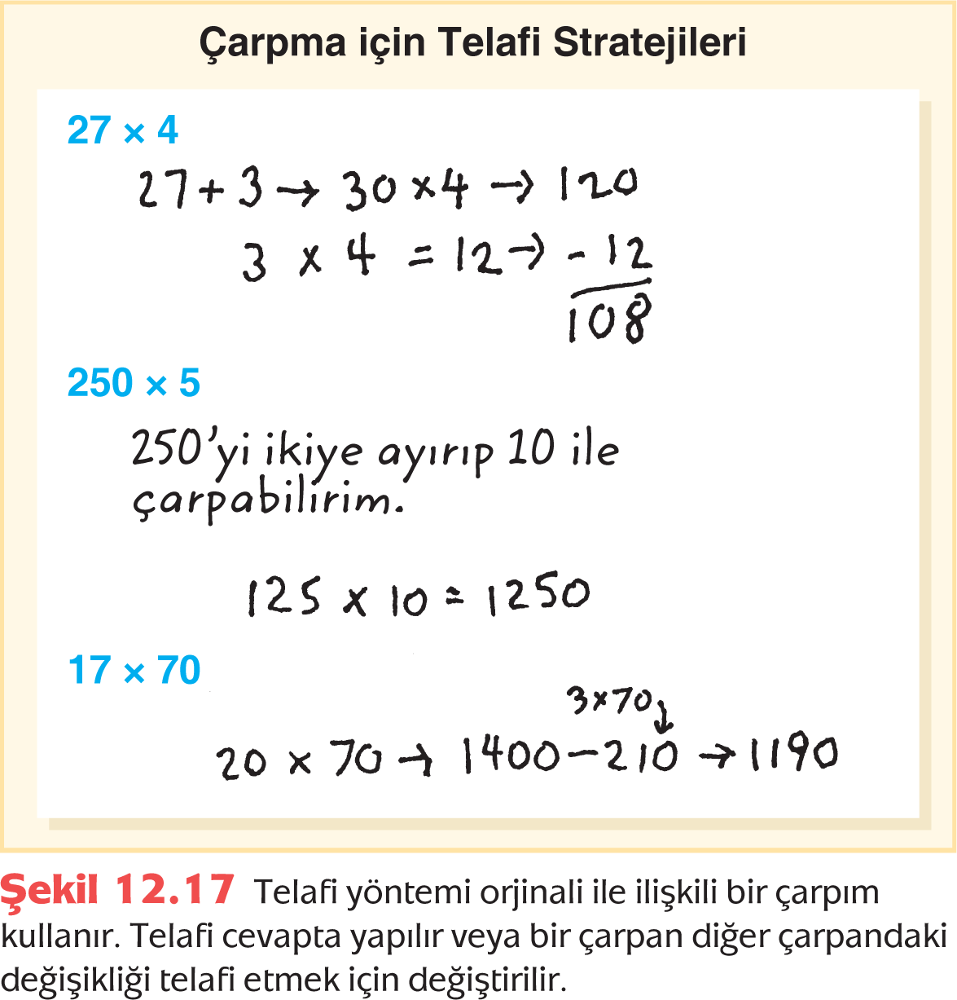 Çarpma için Telafi Stratejileri
27 × 4
27 + 3 → 30 × 4 → 120
3 × 4 = 12 → - 12
108
250 × 5
250'yi ikiye ayırıp 10 ile
çarpabilirim.
125 × 10 = 1250
17 × 70
3×70
20 × 70 → 1400 – 210 → 1190
Şekil 12.17 Telafi yöntemi orjinali ile ilişkili bir çarpım
kullanır. Telafi cevapta yapılır veya bir çarpan diğer çarpandaki
değişikliği telafi etmek için değiştirilir.